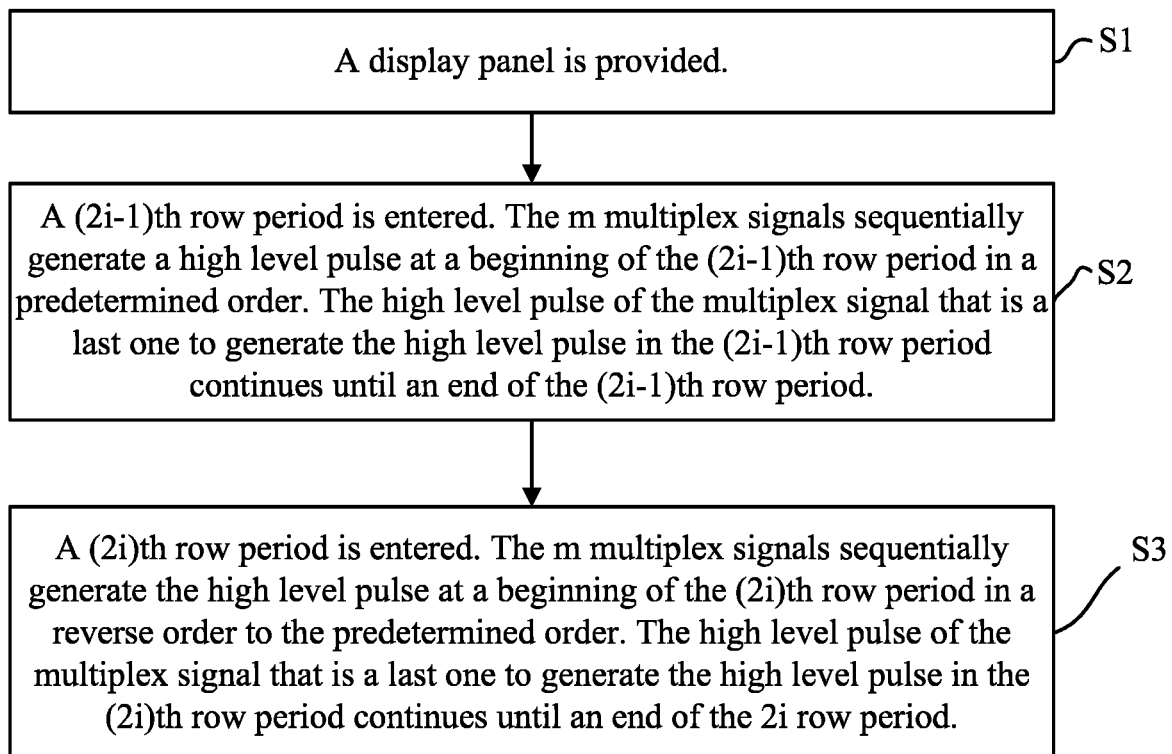 A display panel is provided.
S1
A (2i-1)th row period is entered. The m multiplex signals sequentially
generate a high level pulse at a beginning of the (2i-1)th row period in a
predetermined order. The high level pulse of the multiplex signal that is a
last one to generate the high level pulse in the (2i-1)th row period
continues until an end of the (2i-1)th row period.
S2
A (2i)th row period is entered. The m multiplex signals sequentially
generate the high level pulse at a beginning of the (2i)th row period in a
reverse order to the predetermined order. The high level pulse of the
multiplex signal that is a last one to generate the high level pulse in the
(2i)th row period continues until an end of the 2i row period.
S3